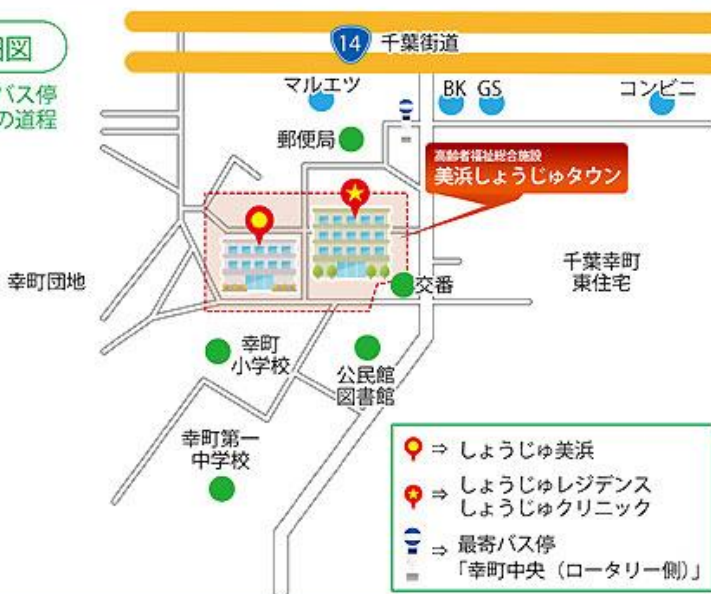 図
バス停
の道程
14 千葉街道
マルエツ
BK GS
コンビニ
郵便局
高齢者福祉総合施設
美浜しょうじゅタウン
幸町団地
千葉幸町
東住宅
交番
幸町
小学校
公民館
図書館
幸町第一
中学校
⇒ しょうじゅ美浜
⇒ しょうじゅレジデンス
しょうじゅクリニック
⇒ 最寄バス停
「幸町中央（ロータリー側）」